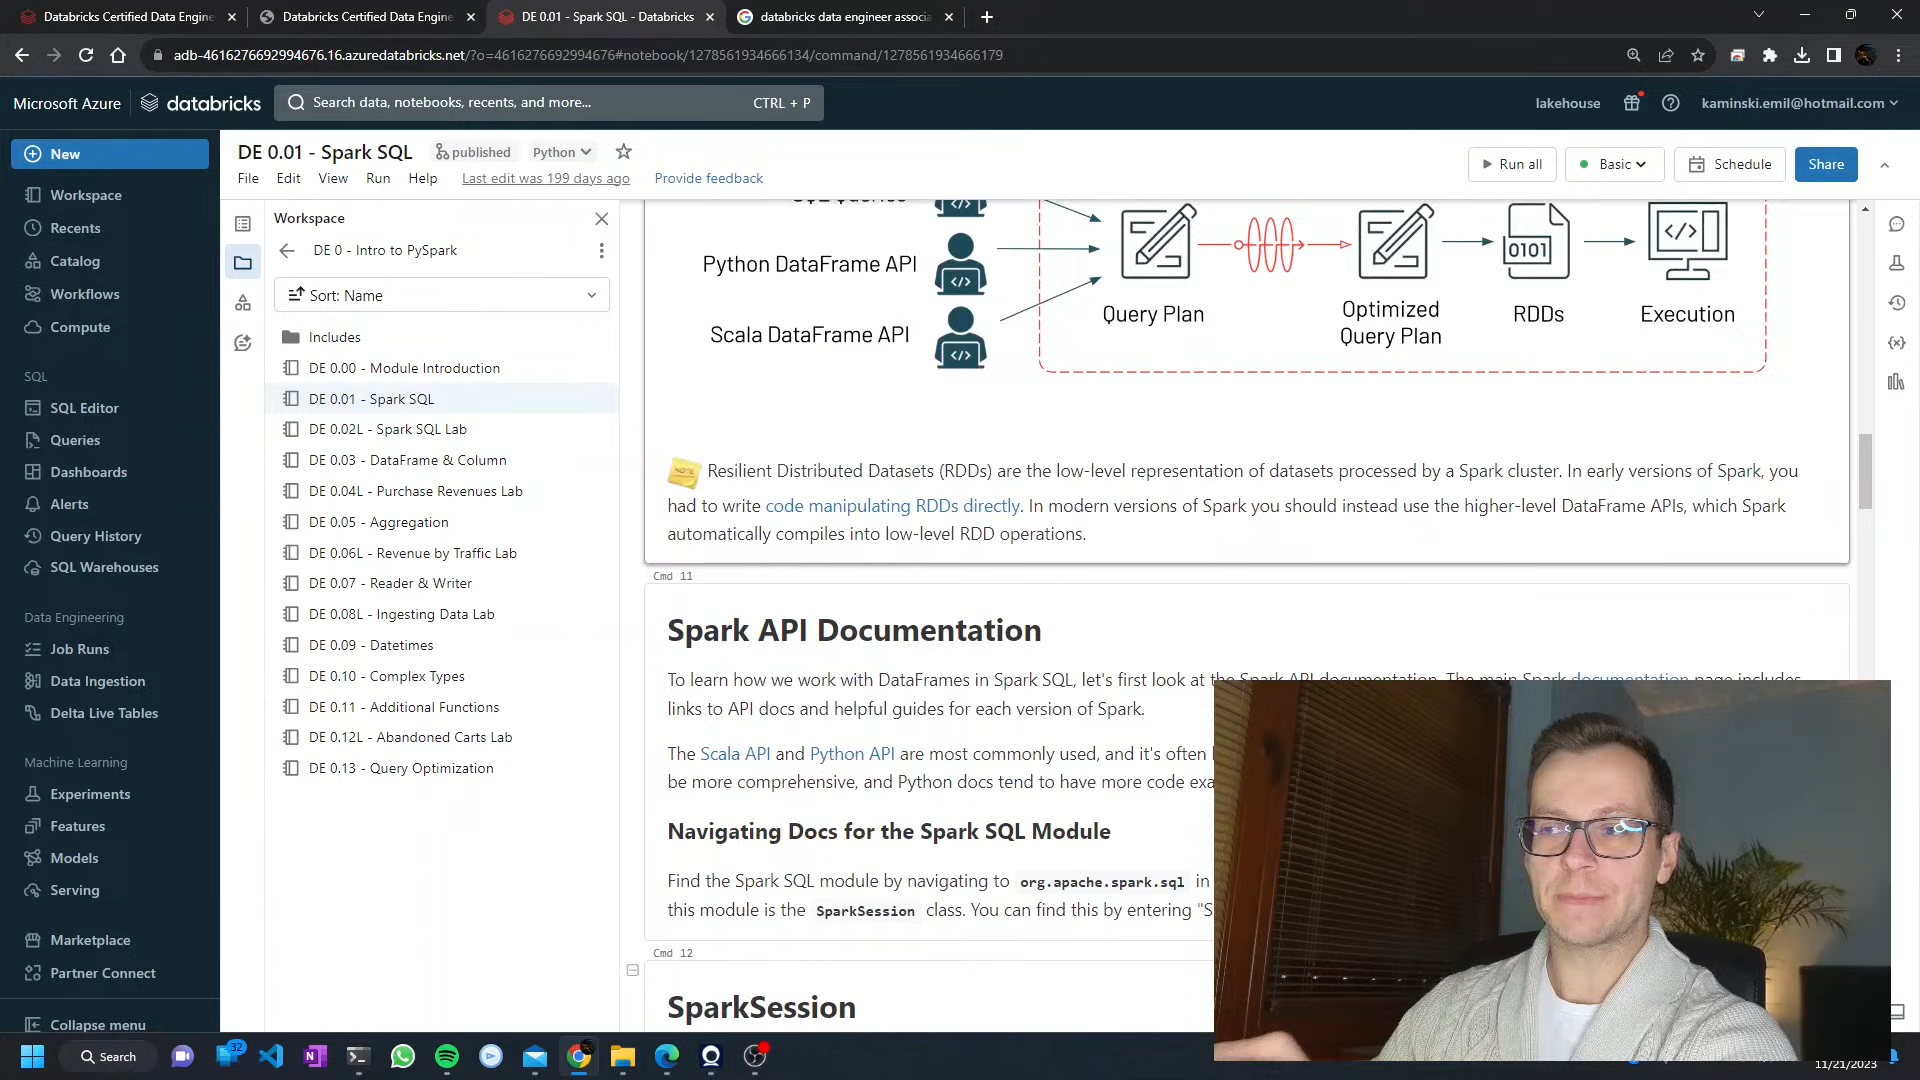 Databricks Certified Data Engine
Databricks Certified Data Engine
DE 0.01 - Spark SQL - Databricks
databricks data engineer associa
adb-4616276692994676.16.azuredatabricks.net/?o=4616276692994676#notebook/1278561934666134/command/1278561934666179
Microsoft Azure
databricks
Search data, notebooks, recents, and more...
CTRL + P
lakehouse
kaminski.emil@hotmail.com
New
Workspace
Recents
Catalog
Workflows
Compute
SQL
SQL Editor
Queries
Dashboards
Alerts
Query History
SQL Warehouses
Data Engineering
Job Runs
Data Ingestion
Delta Live Tables
Machine Learning
Experiments
Features
Models
Serving
Marketplace
Partner Connect
Collapse menu
DE 0.01 - Spark SQL
published
Python
File Edit View Run Help
Last edit was 199 days ago
Provide feedback
Run all
Basic
Schedule
Share
Workspace
DE 0 - Intro to PySpark
Sort: Name
Includes
DE 0.00 - Module Introduction
DE 0.01 - Spark SQL
DE 0.02L - Spark SQL Lab
DE 0.03 - DataFrame & Column
DE 0.04L - Purchase Revenues Lab
DE 0.05 - Aggregation
DE 0.06L - Revenue by Traffic Lab
DE 0.07 - Reader & Writer
DE 0.08L - Ingesting Data Lab
DE 0.09 - Datetimes
DE 0.10 - Complex Types
DE 0.11 - Additional Functions
DE 0.12L - Abandoned Carts Lab
DE 0.13 - Query Optimization
Python DataFrame API
Scala DataFrame API
Query Plan
Optimized
Query Plan
0101
RDDs
Execution
NOTE
Resilient Distributed Datasets (RDDs) are the low-level representation of datasets processed by a Spark cluster. In early versions of Spark, you
had to write code manipulating RDDs directly. In modern versions of Spark you should instead use the higher-level DataFrame APIs, which Spark
automatically compiles into low-level RDD operations.
Cmd 11
Spark API Documentation
To learn how we work with DataFrames in Spark SQL, let's first look at the Spark API documentation. The main Spark documentation page includes
links to API docs and helpful guides for each version of Spark.
The Scala API and Python API are most commonly used, and it's often
be more comprehensive, and Python docs tend to have more code exa
Navigating Docs for the Spark SQL Module
Find the Spark SQL module by navigating to org.apache.spark.sql in
this module is the SparkSession class. You can find this by entering "S
Cmd 12
SparkSession
Search
32
11/21/2023